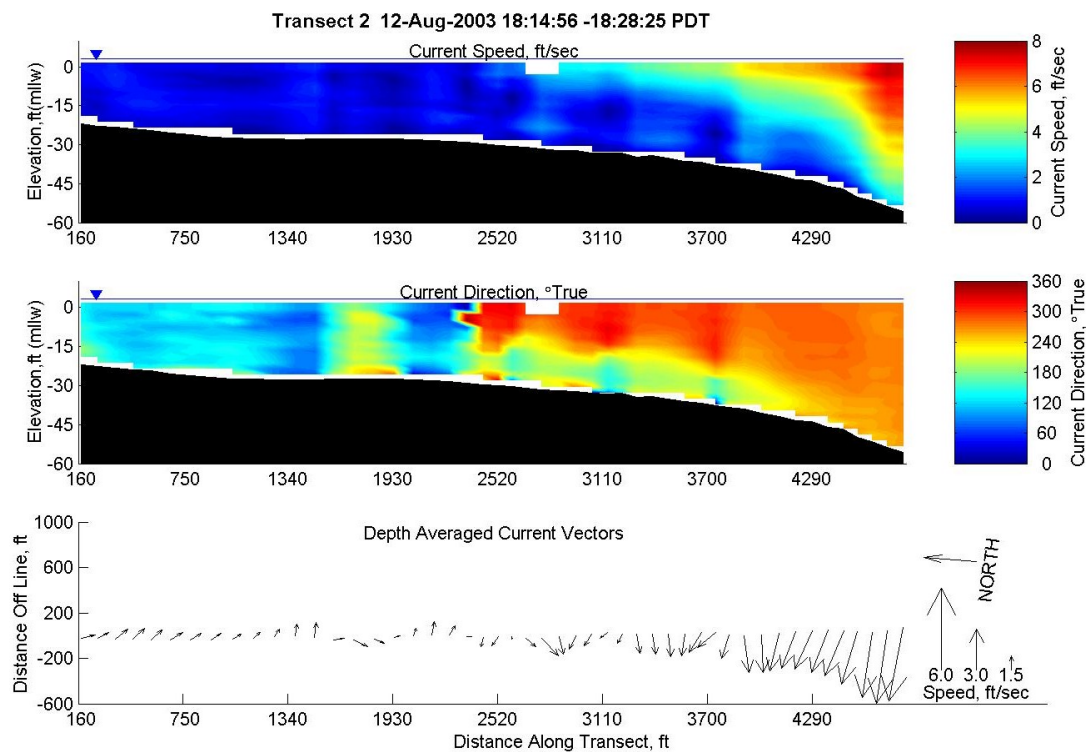 Transect 2 12-Aug-2003 18:14:56 -18:28:25 PDT
Current Speed, ft/sec
Elevation,ft(mllw)
0
-15
-30
-45
-60
160 750 1340 1930 2520 3110 3700 4290
8
6
4
2
0
Current Speed, ft/sec
Current Direction, °True
Elevation,ft (mllw)
0
-15
-30
-45
-60
160 750 1340 1930 2520 3110 3700 4290
360
300
240
180
120
60
0
Current Direction, °True
Depth Averaged Current Vectors
Distance Off Line, ft
1000
600
200
-200
-600
160 750 1340 1930 2520 3110 3700 4290
Distance Along Transect, ft
NORTH
6.0 3.0 1.5
Speed, ft/sec